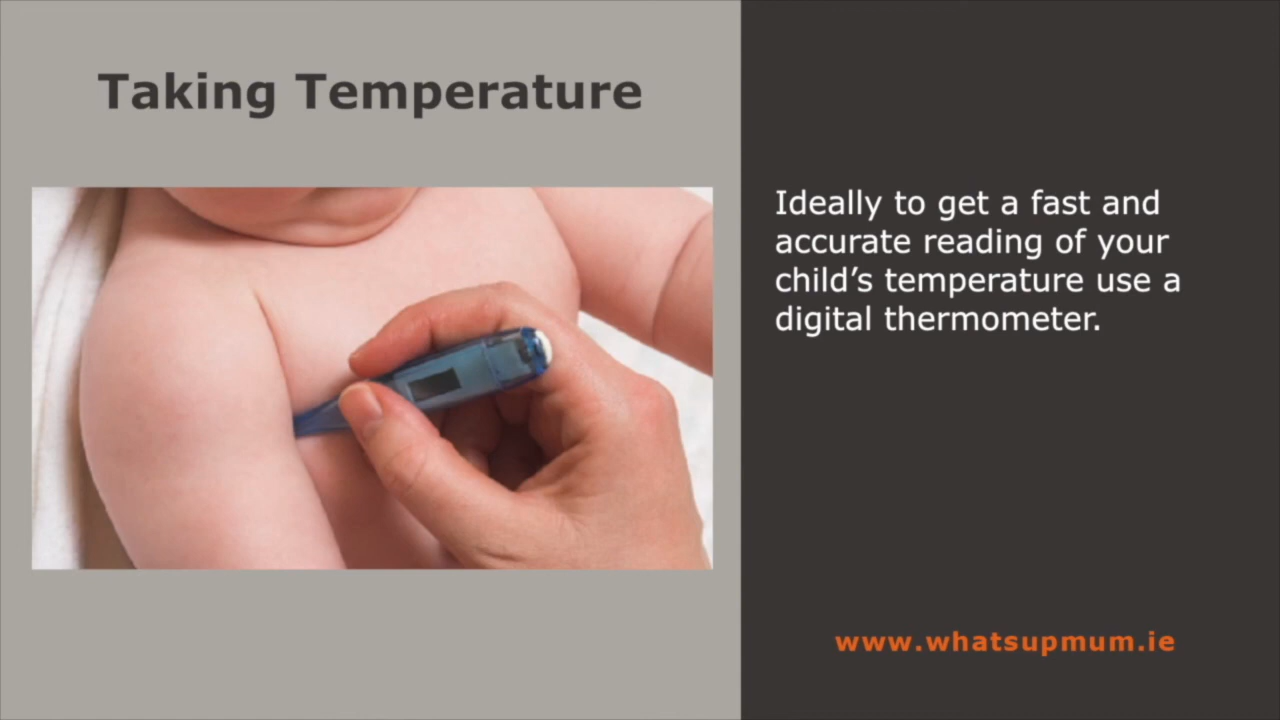 Taking Temperature
Ideally to get a fast and
accurate reading of your
child’s temperature use a
digital thermometer.
www.whatsupmum.ie